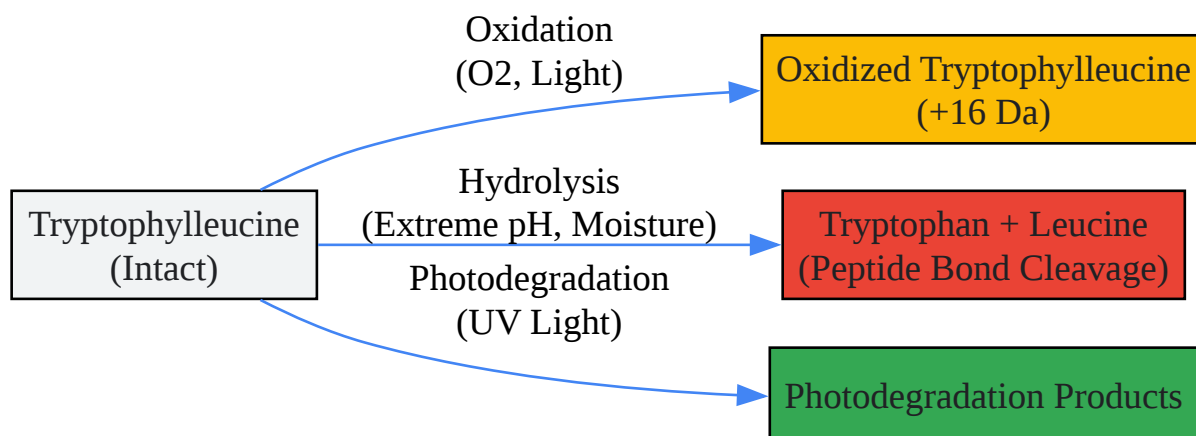 Oxidation
(O2, Light)
Oxidized Tryptophylleucine
(+16 Da)
Tryptophylleucine
(Intact)
Hydrolysis
(Extreme pH, Moisture)
Tryptophan + Leucine
(Peptide Bond Cleavage)
Photodegradation
(UV Light)
Photodegradation Products